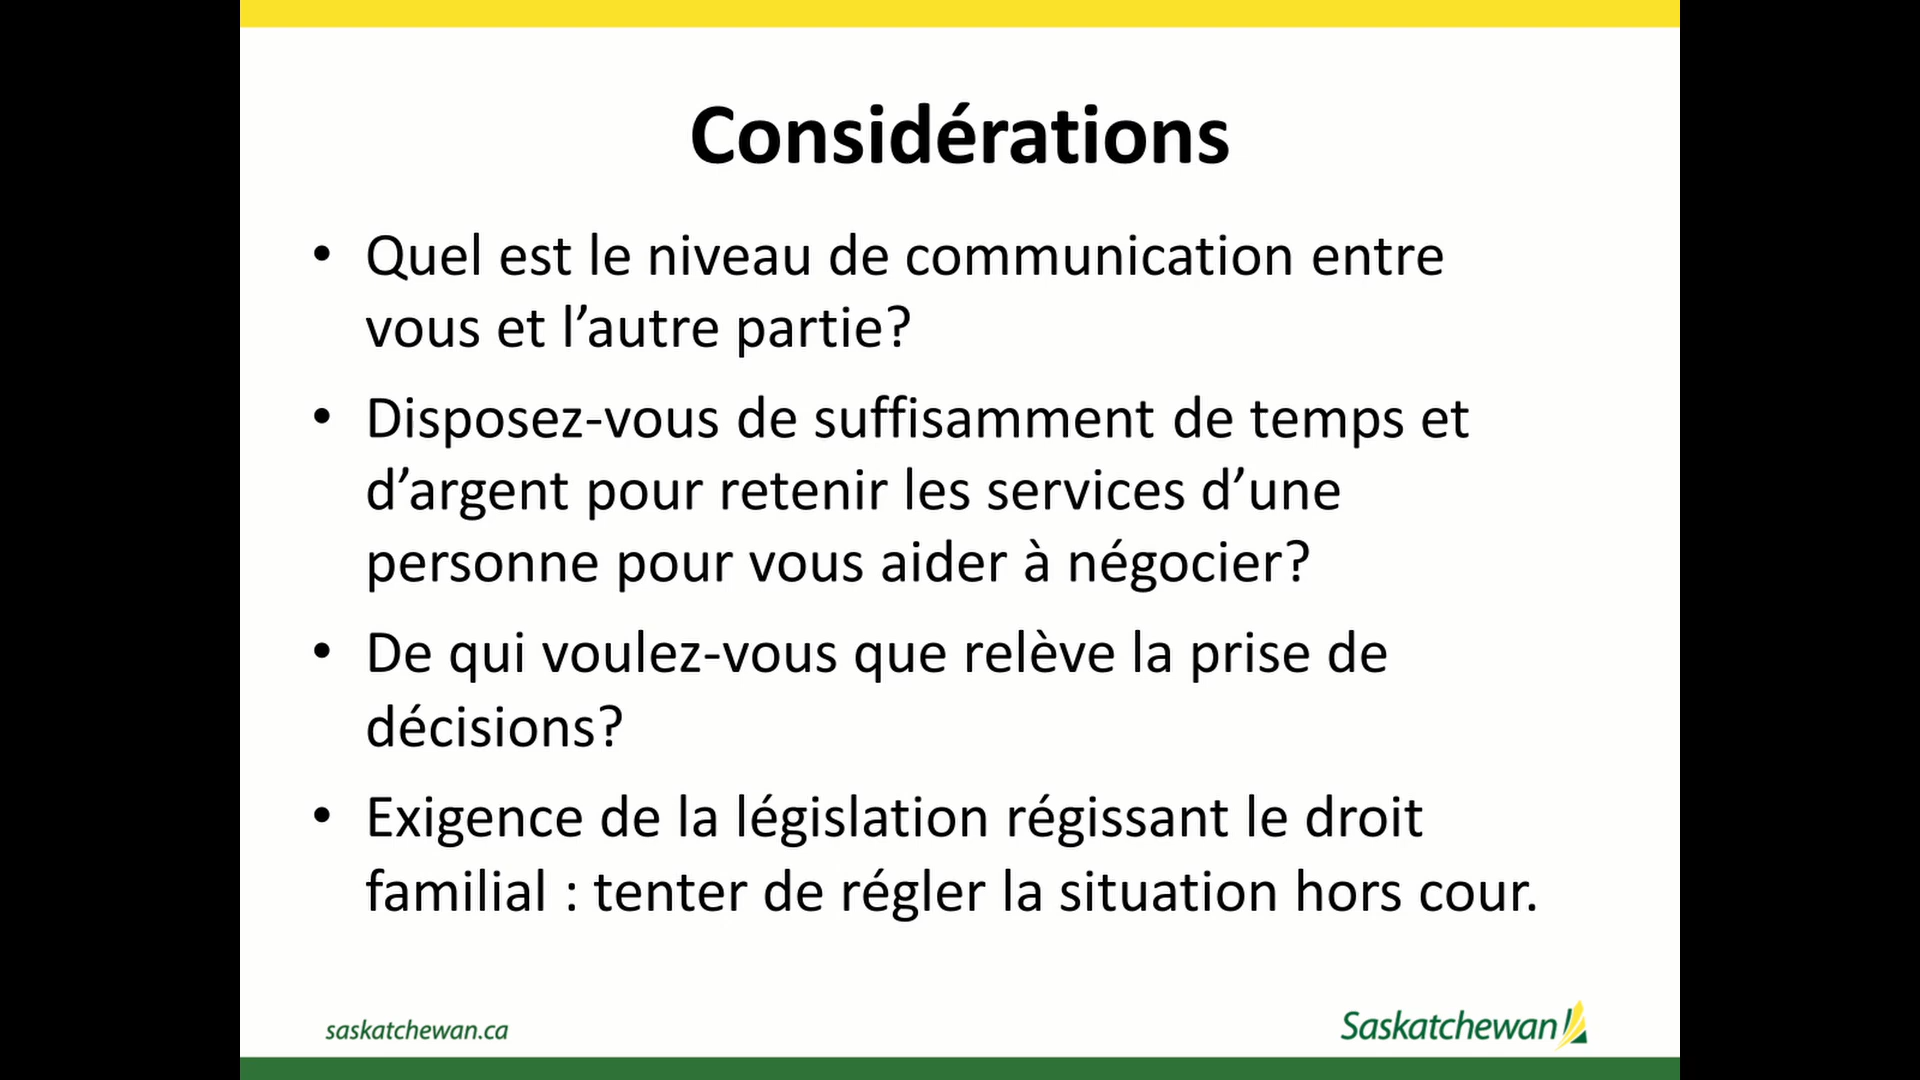 Considérations
• Quel est le niveau de communication entre
vous et l’autre partie?
• Disposez-vous de suffisamment de temps et
d’argent pour retenir les services d’une
personne pour vous aider à négocier?
• De qui voulez-vous que relève la prise de
décisions?
• Exigence de la législation régissant le droit
familial : tenter de régler la situation hors cour.
saskatchewan.ca
Saskatchewan